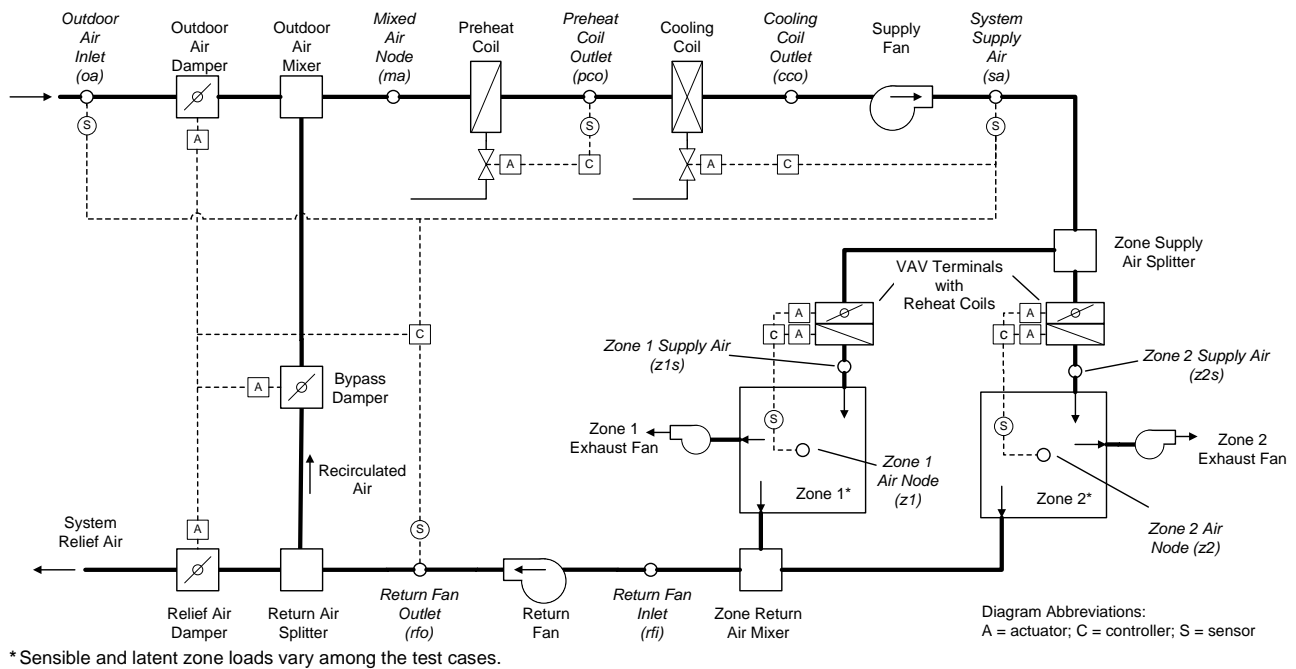 Outdoor
Air
Inlet
(oa)
Outdoor
Air
Damper
Outdoor
Air
Mixer
Mixed
Air
Node
(ma)
Preheat
Coil
Preheat
Coil
Outlet
(pco)
Cooling
Coil
Cooling
Coil
Outlet
(cco)
Supply
Fan
System
Supply
Air
(sa)
S
A
A
S
C
A
C
S
Zone Supply
Air Splitter
VAV Terminals
with
Reheat Coils
A
C
A
A
C
A
C
Zone 1 Supply Air
(z1s)
Zone 2 Supply Air
(z2s)
A
Bypass
Damper
S
S
Zone 1
Exhaust Fan
Zone 2
Exhaust Fan
Zone 1
Air Node
(z1)
Recirculated
Air
Zone 1*
Zone 2*
Zone 2 Air
Node (z2)
System
Relief Air
A
S
Relief Air
Damper
Return Air
Splitter
Return Fan
Outlet
(rfo)
Return
Fan
Return Fan
Inlet
(rfi)
Zone Return
Air Mixer
Diagram Abbreviations:
A = actuator; C = controller; S = sensor
* Sensible and latent zone loads vary among the test cases.